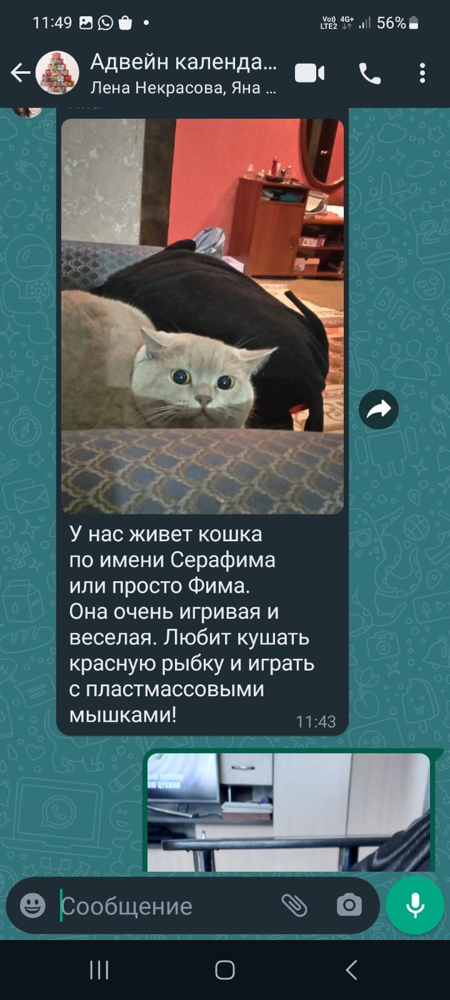 11:49
Vo)) 4G+ 56%
LTE2
Адвейн календа...
Лена Некрасова, Яна ...
У нас живет кошка
по имени Серафима
или просто Фима.
Она очень игривая и
веселая. Любит кушать
красную рыбку и играть
с пластмассовыми
мышками!
11:43
Сообщение